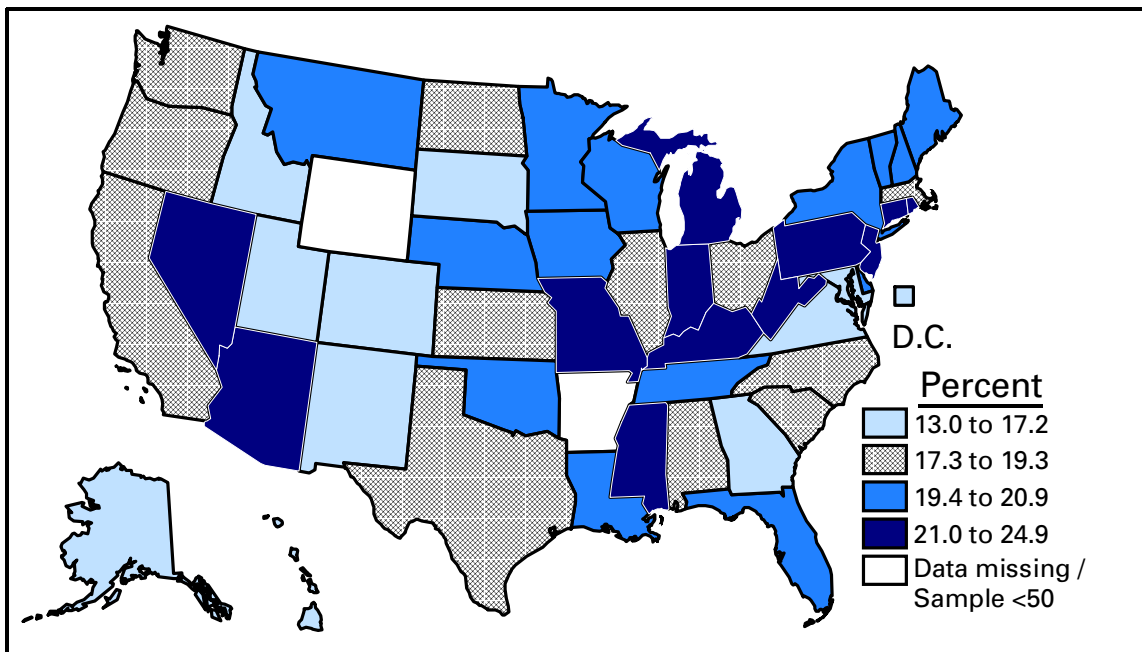 D.C.
Percent
13.0 to 17.2
17.3 to 19.3
19.4 to 20.9
21.0 to 24.9
Data missing /
Sample <50